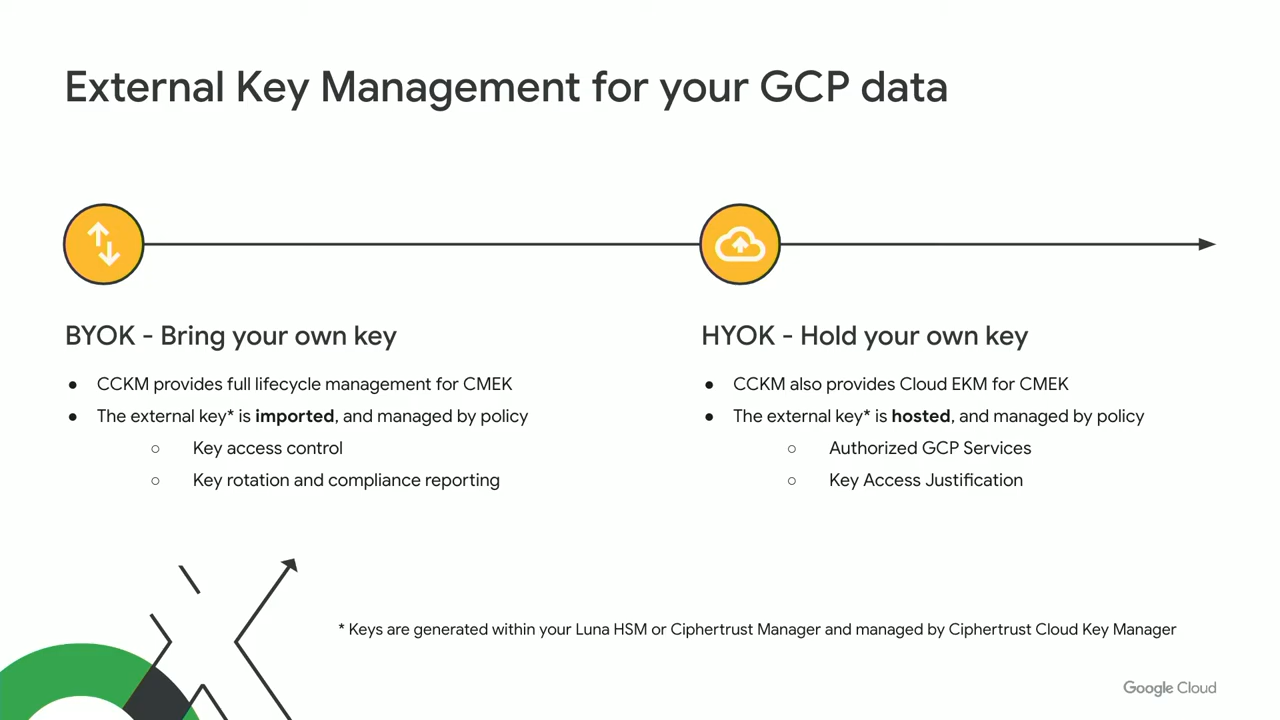 External Key Management for your GCP data
BYOK - Bring your own key
● CCKM provides full lifecycle management for CMEK
● The external key* is imported, and managed by policy
○ Key access control
○ Key rotation and compliance reporting
HYOK - Hold your own key
● CCKM also provides Cloud EKM for CMEK
● The external key* is hosted, and managed by policy
○ Authorized GCP Services
○ Key Access Justification
* Keys are generated within your Luna HSM or Ciphertrust Manager and managed by Ciphertrust Cloud Key Manager
Google Cloud